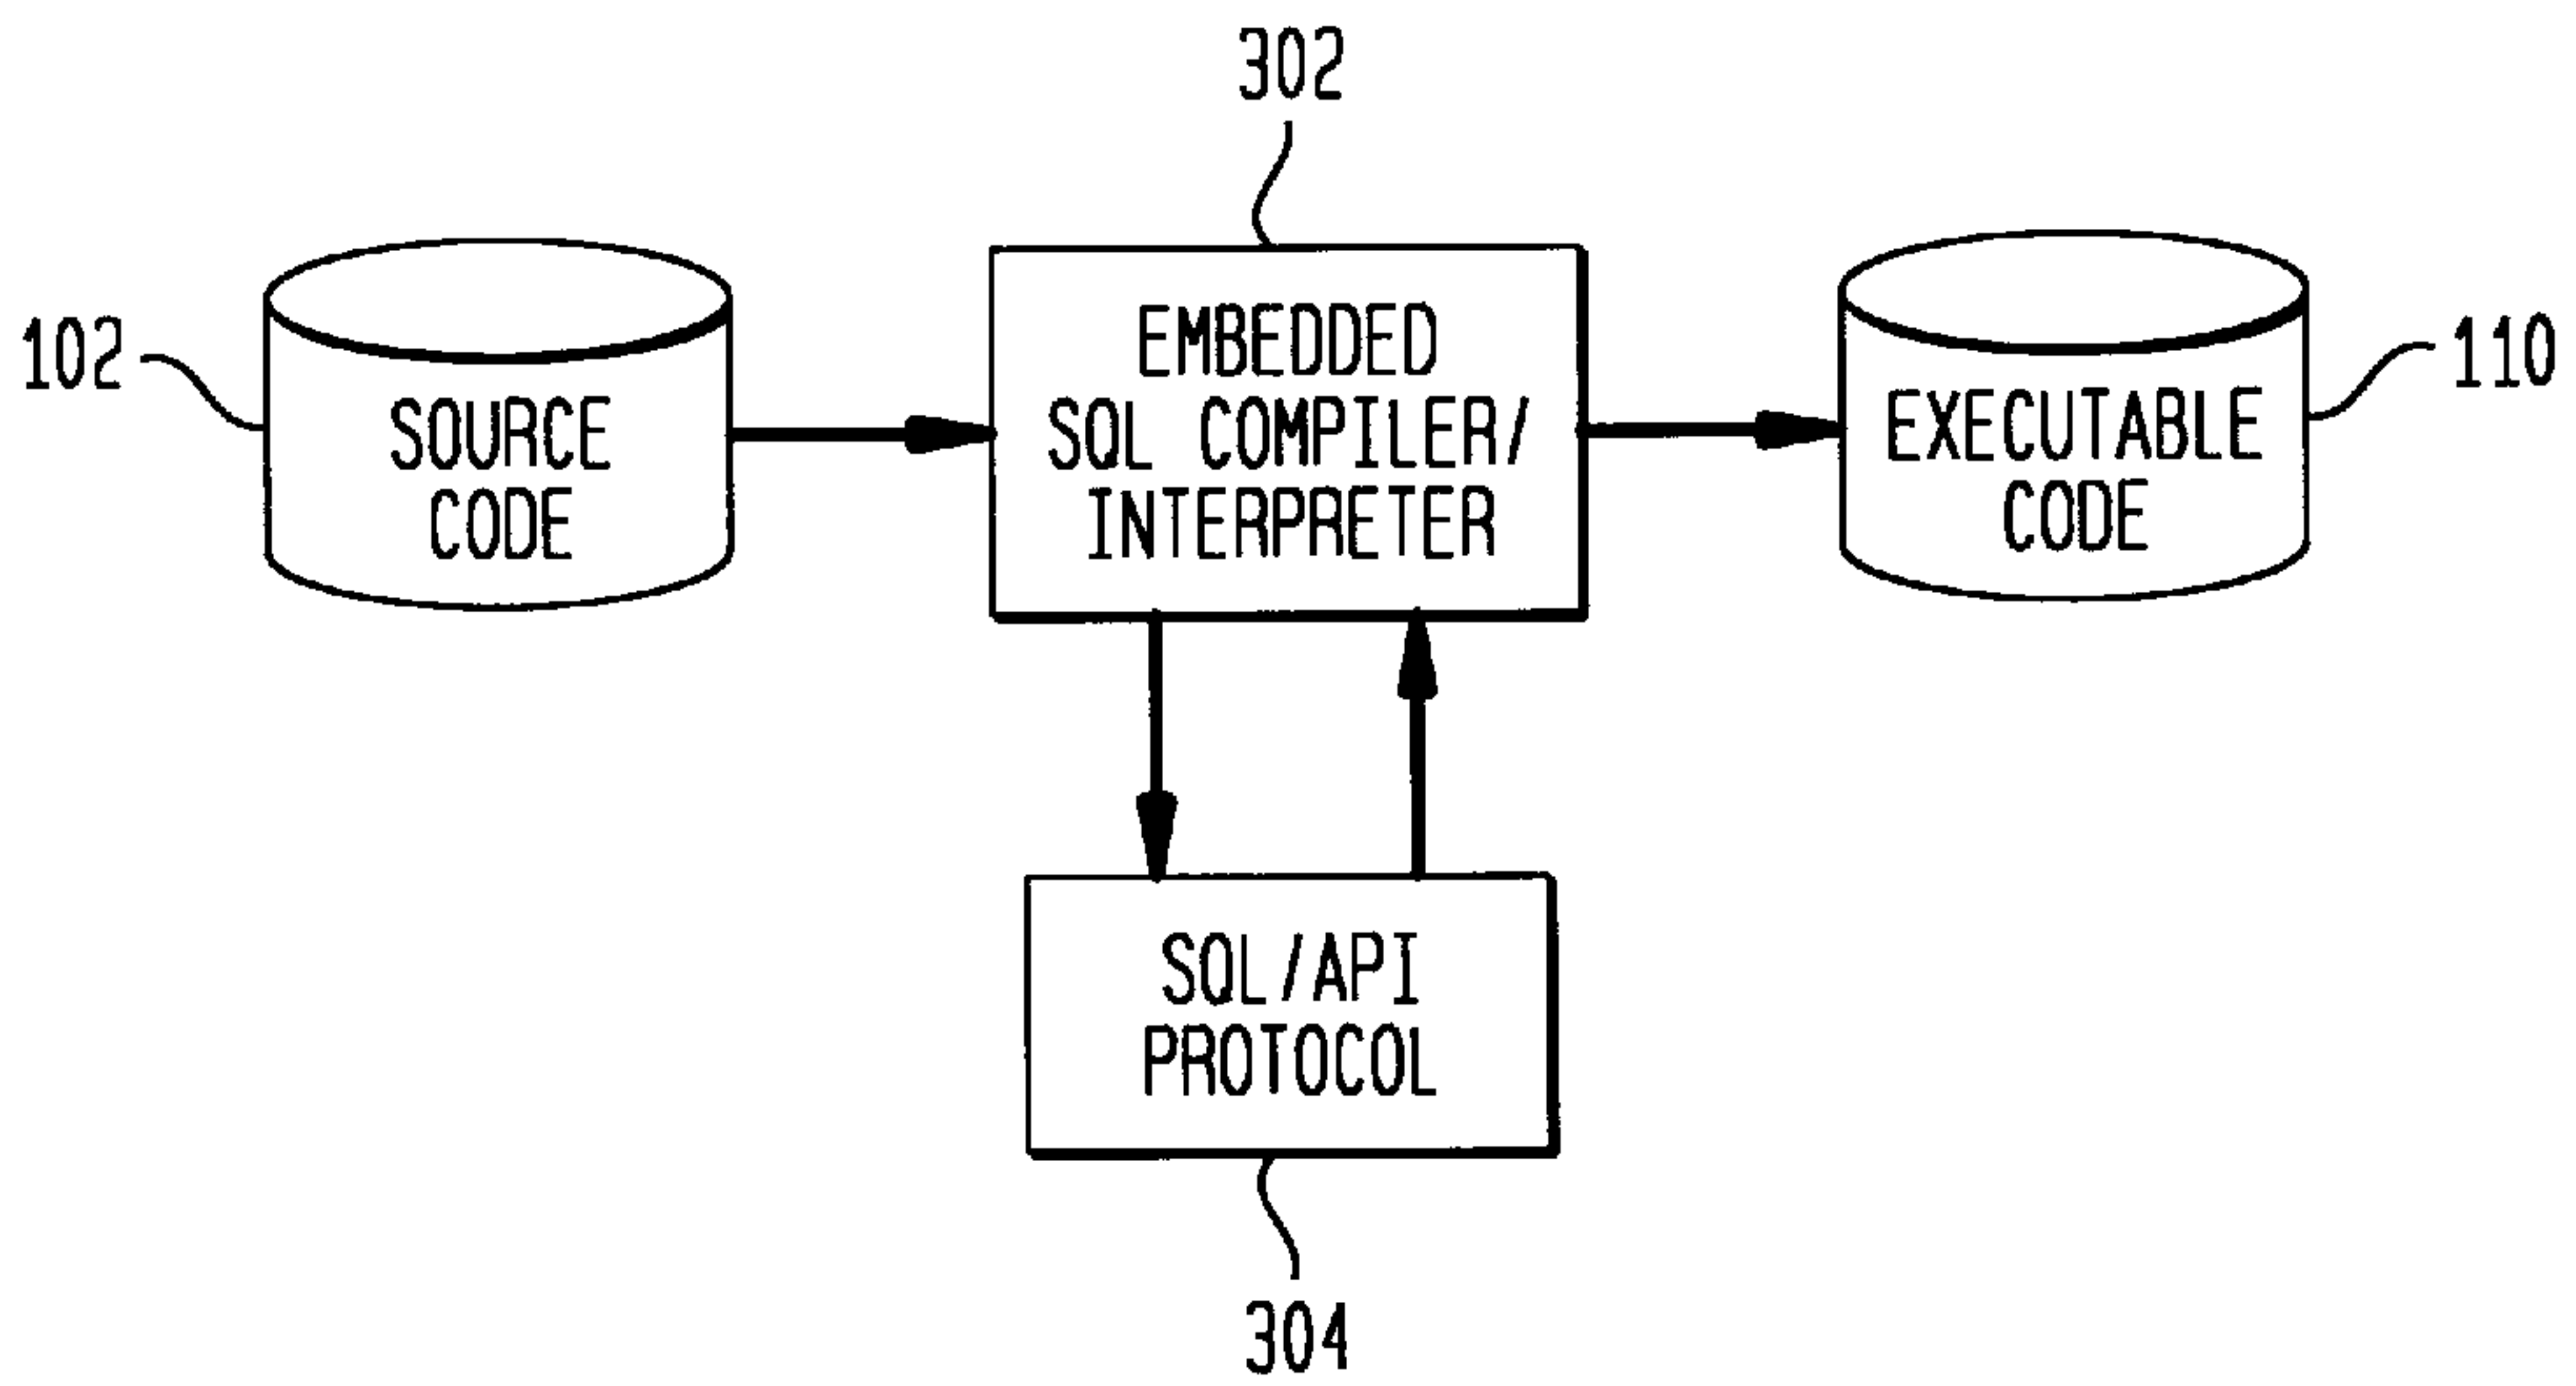 302
102
SOURCE
CODE
EMBEDDED
SQL COMPILER/
INTERPRETER
EXECUTABLE
CODE
110
SQL/API
PROTOCOL
304